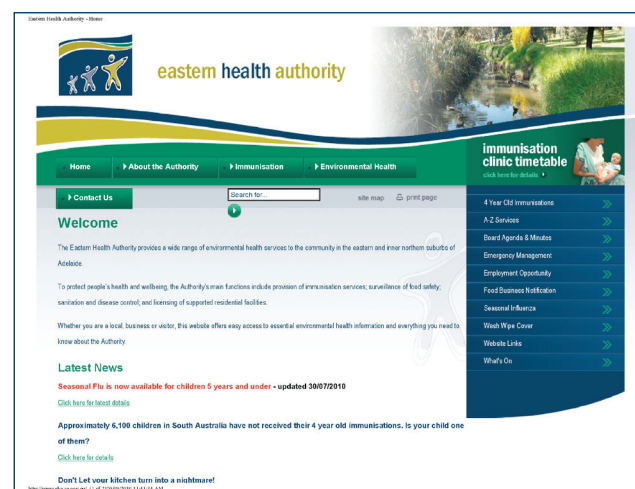 Eastern Health Authority - Home
eastern health authority
immunisation
clinic timetable
click here for details
Home
About the Authority
Immunisation
Environmental Health
Contact Us
Search for...
site map
print page
4 Year Old Immunisations
A-Z Services
Board Agenda & Minutes
Emergency Management
Employment Opportunity
Food Business Notification
Seasonal Influenza
Wash Wipe Cover
Website Links
What's On
Welcome
The Eastern Health Authority provides a wide range of environmental health services to the community in the eastern and inner northern suburbs of
Adelaide.
To protect people's health and wellbeing, the Authority's main functions include provision of immunisation services; surveillance of food safety;
sanitation and disease control; and licensing of supported residential facilities.
Whether you are a local, business or visitor, this website offers easy access to essential environmental health information and everything you need to
know about the Authority.
Latest News
Seasonal Flu is now available for children 5 years and under - updated 30/07/2010
Click here for latest details
Approximately 6,100 children in South Australia have not received their 4 year old immunisations. Is your child one
of them?
Click here for details
Don't Let your kitchen turn into a nightmare!